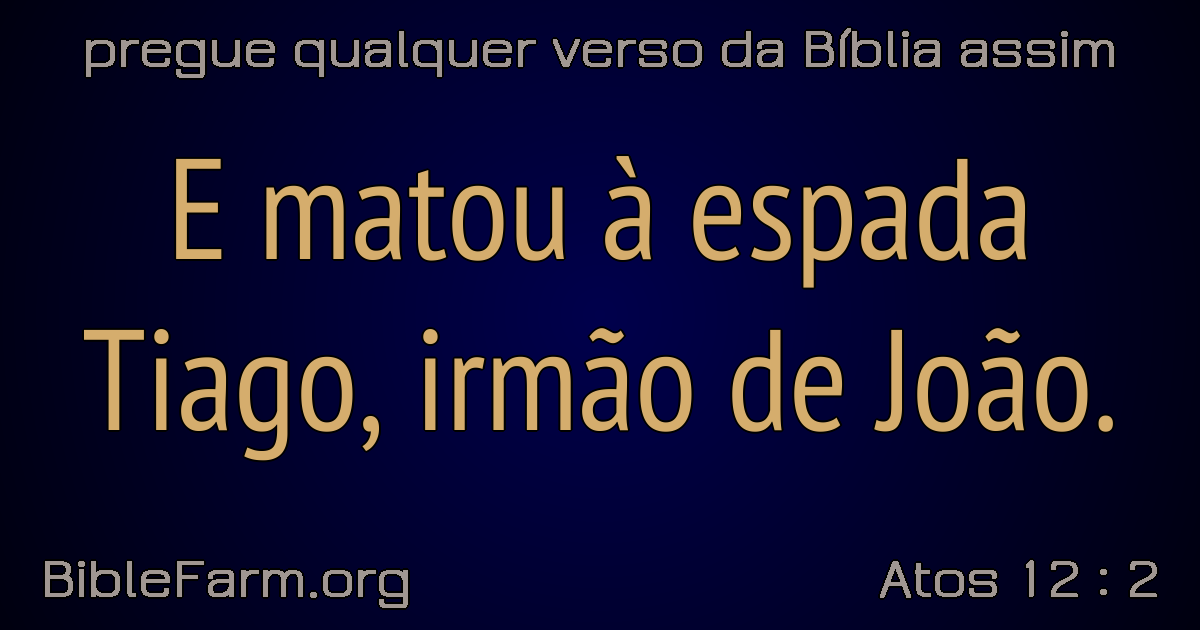 pregue qualquer verso da Bíblia assim
E matou à espada
Tiago, irmão de João.
BibleFarm.org
Atos 12 : 2